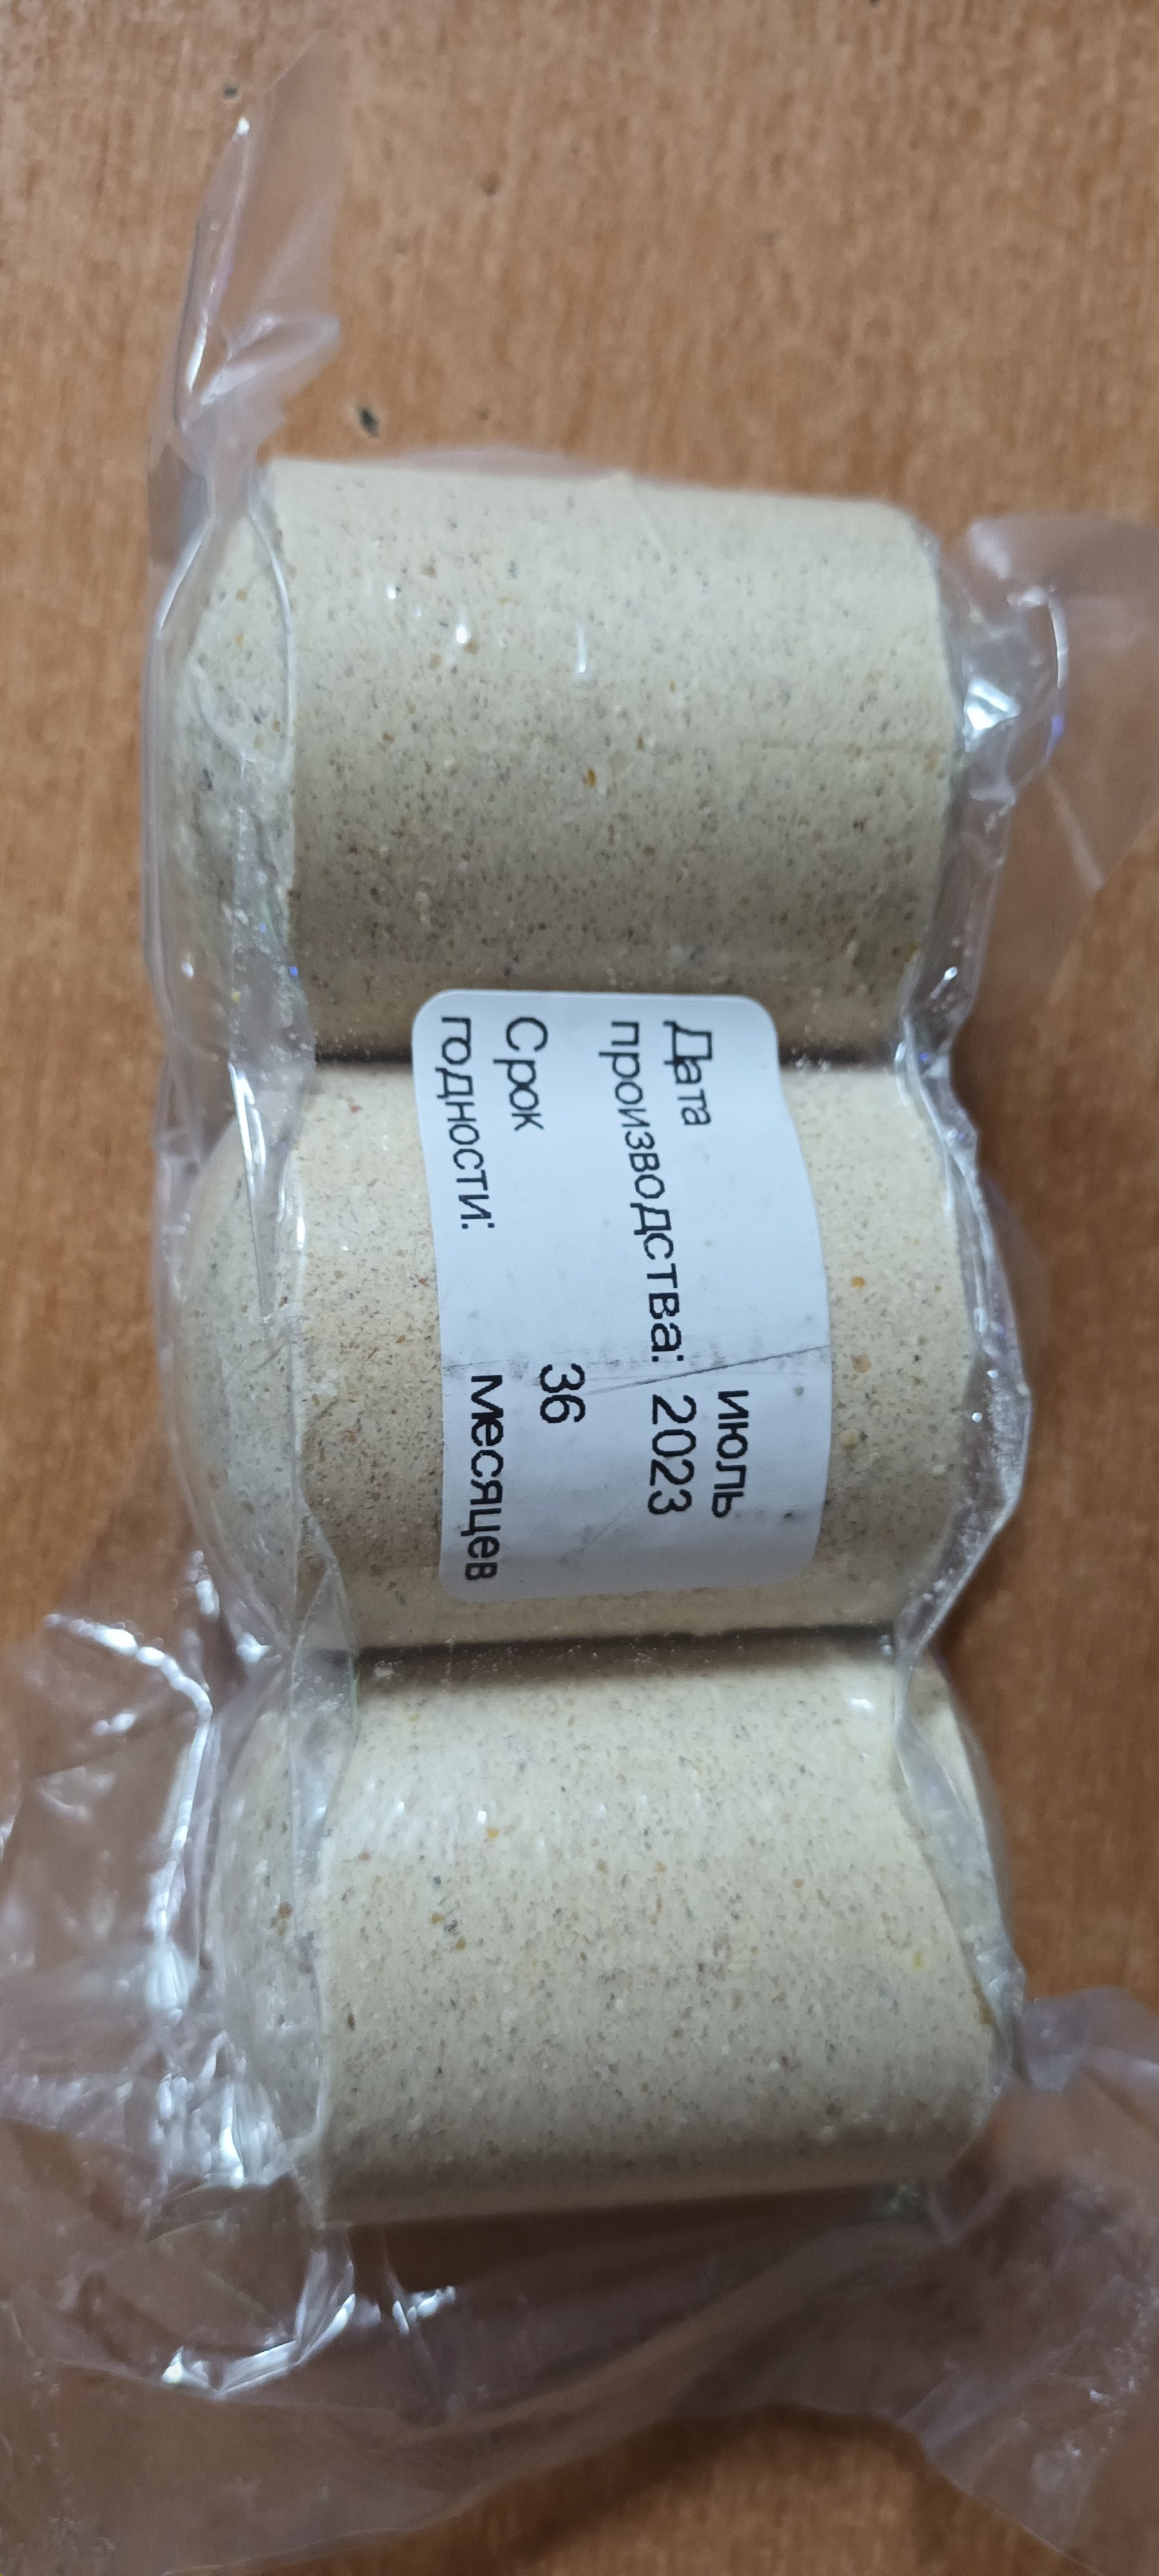 Дата июль
производства: 2023
Срок 36
годности: месяцев